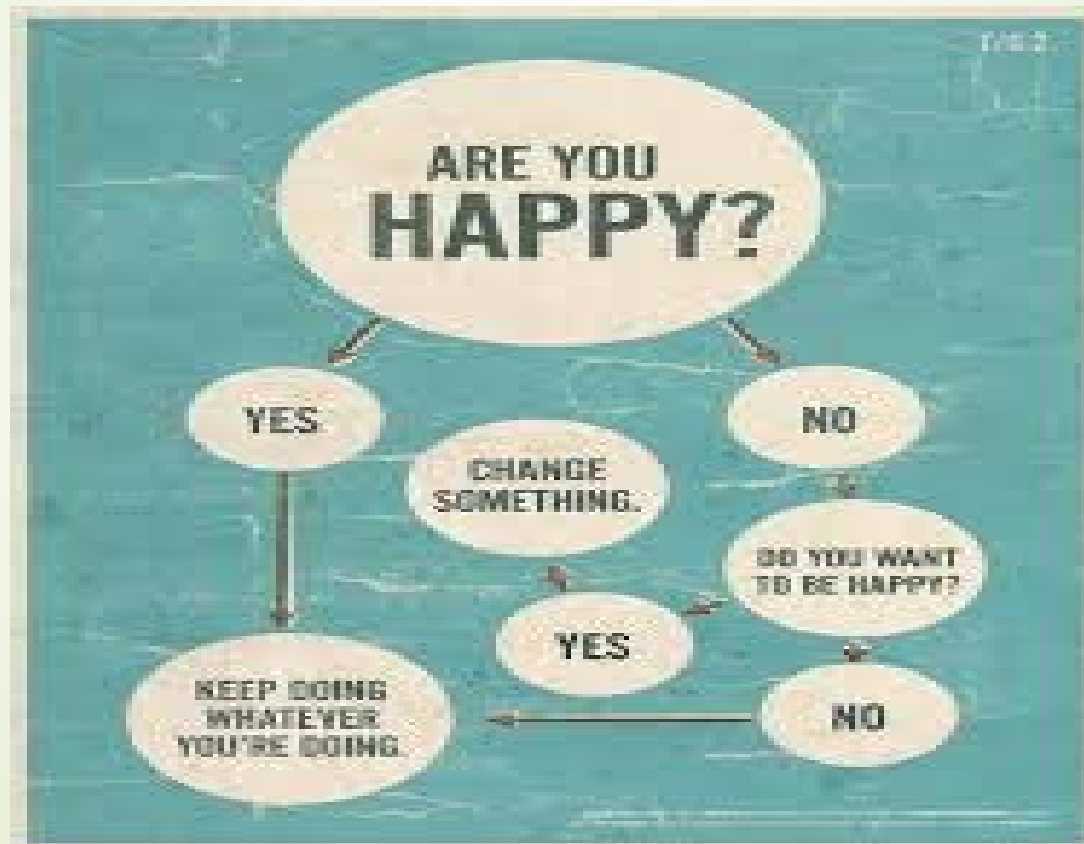 ARE YOU
HAPPY?
YES
NO
CHANGE
SOMETHING.
DO YOU WANT
TO BE HAPPY?
YES
KEEP DOING
WHATEVER
YOU'RE DOING
NO